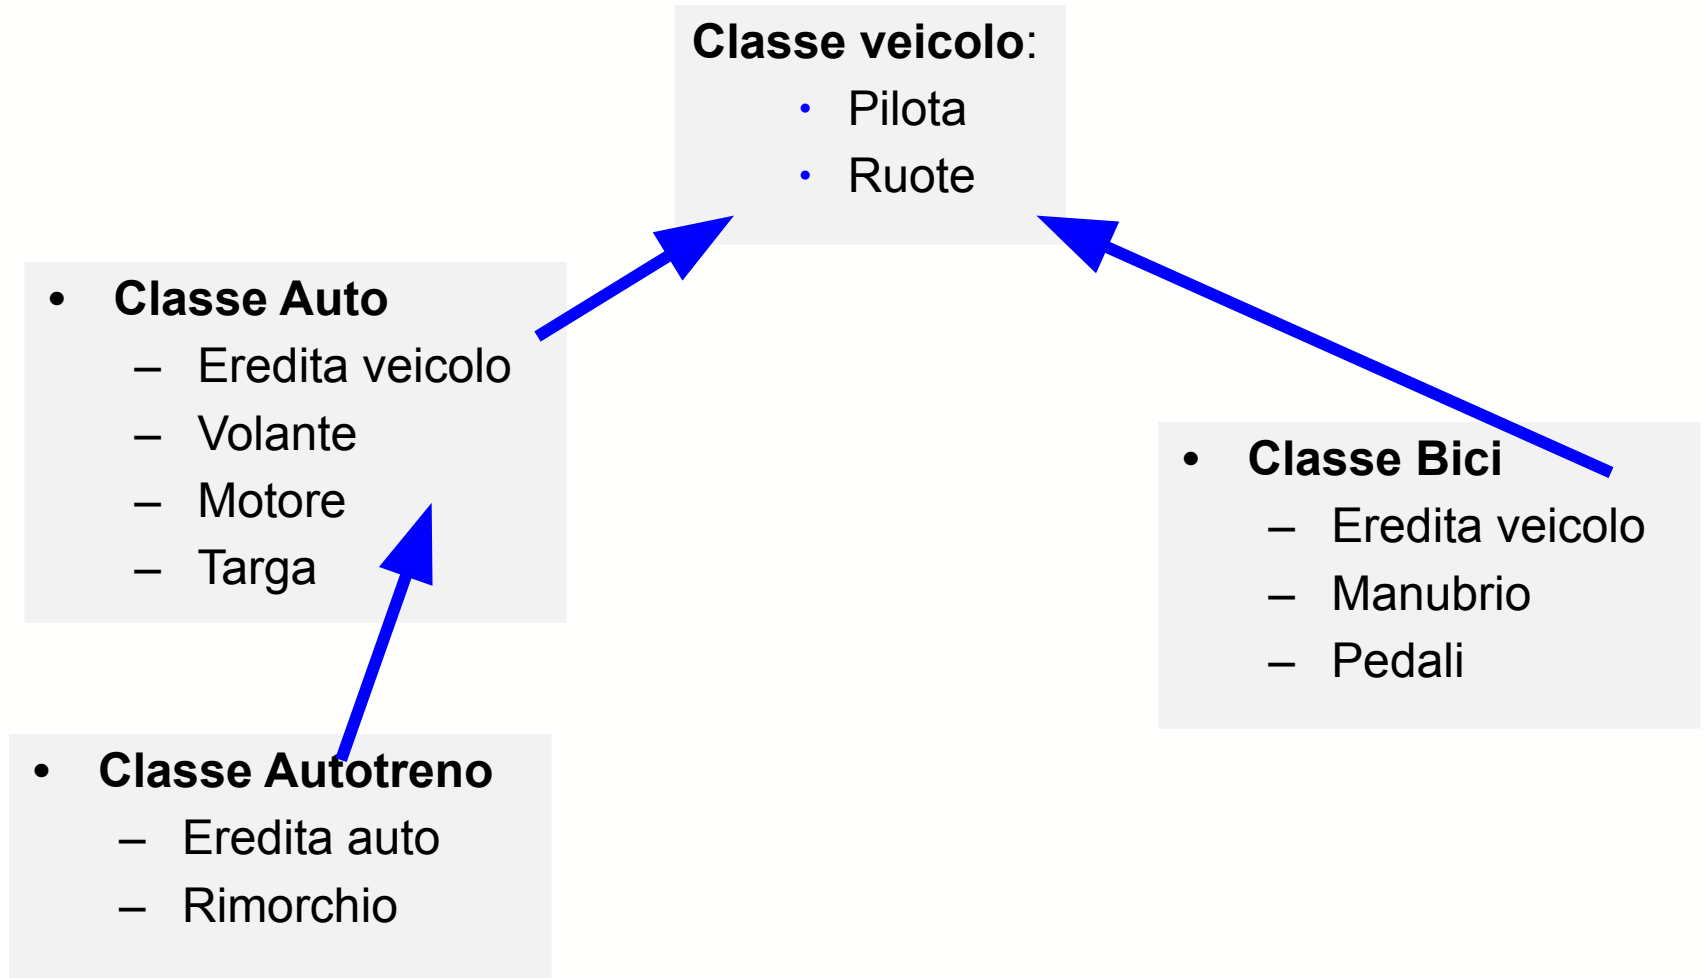 Classe veicolo:
• Pilota
• Ruote
• Classe Auto
– Eredita veicolo
– Volante
– Motore
– Targa
• Classe Bici
– Eredita veicolo
– Manubrio
– Pedali
• Classe Autotreno
– Eredita auto
– Rimorchio